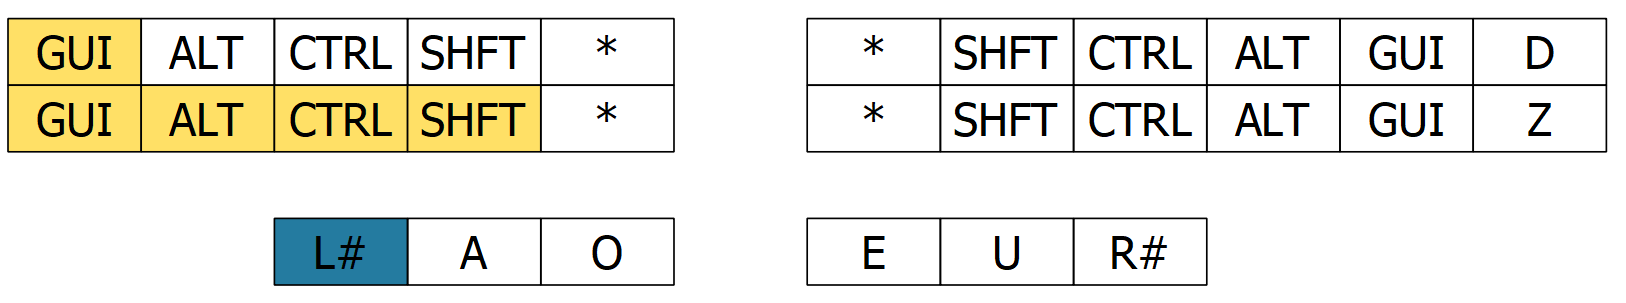 GUI ALT CTRL SHFT * * SHFT CTRL ALT GUI D
GUI ALT CTRL SHFT * * SHFT CTRL ALT GUI Z
L# A O E U R#